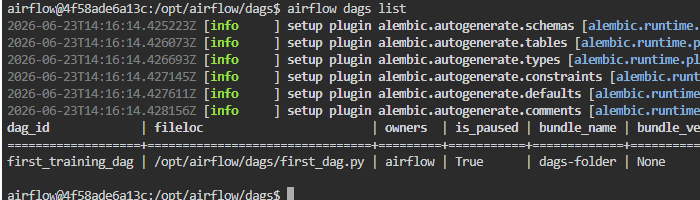 airflow@4f58ade6a13c:/opt/airflow/dags$ airflow dags list
2026-06-23T14:16:14.425223Z [info     ] setup plugin alembic.autogenerate.schemas [alembic.runtime.
2026-06-23T14:16:14.426073Z [info     ] setup plugin alembic.autogenerate.tables [alembic.runtime.p
2026-06-23T14:16:14.426693Z [info     ] setup plugin alembic.autogenerate.types [alembic.runtime.pl
2026-06-23T14:16:14.427145Z [info     ] setup plugin alembic.autogenerate.constraints [alembic.runt
2026-06-23T14:16:14.427611Z [info     ] setup plugin alembic.autogenerate.defaults [alembic.runtime
2026-06-23T14:16:14.428156Z [info     ] setup plugin alembic.autogenerate.comments [alembic.runtime
dag_id             | fileloc                        | owners  | is_paused | bundle_name | bundle_ve
===================+================================+=========+===========+=============+==========
first_training_dag | /opt/airflow/dags/first_dag.py | airflow | True      | dags-folder | None
airflow@4f58ade6a13c:/opt/airflow/dags$